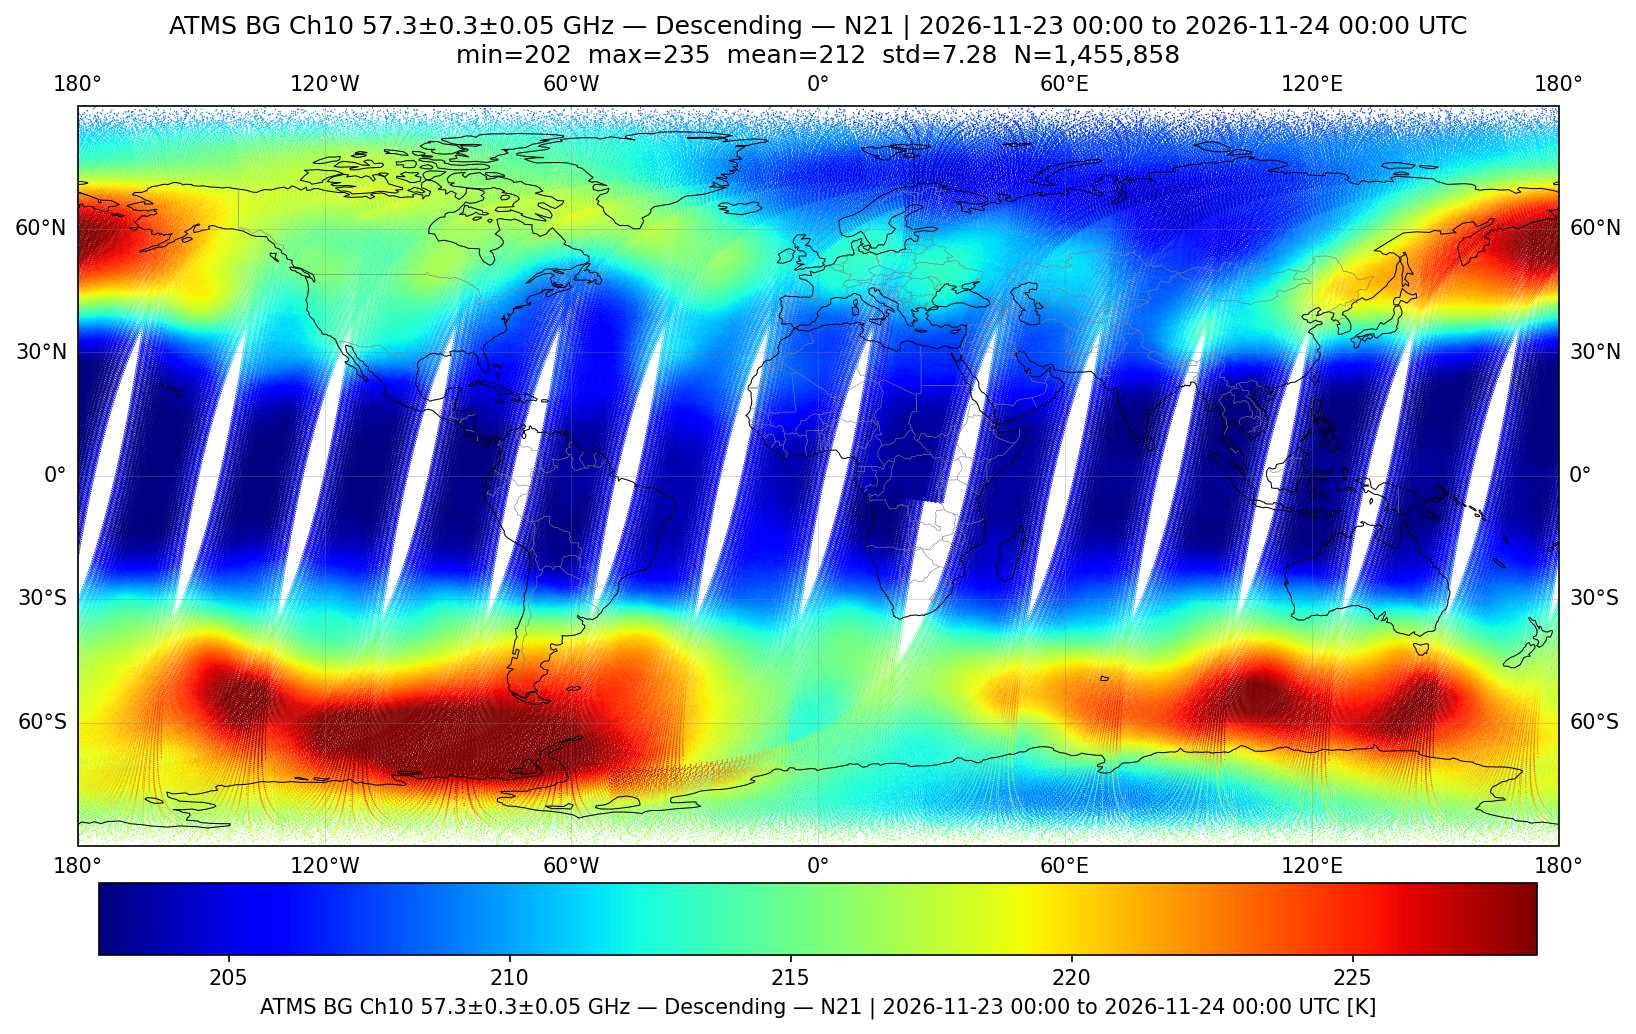 ATMS BG Ch10 57.3±0.3±0.05 GHz — Descending — N21 | 2026-11-23 00:00 to 2026-11-24 00:00 UTC
min=202 max=235 mean=212 std=7.28 N=1,455,858
180° 120°W 60°W 0° 60°E 120°E 180°
60°N 60°N
30°N 30°N
0° 0°
30°S 30°S
60°S 60°S
180° 120°W 60°W 0° 60°E 120°E 180°
205 210 215 220 225
ATMS BG Ch10 57.3±0.3±0.05 GHz — Descending — N21 | 2026-11-23 00:00 to 2026-11-24 00:00 UTC [K]